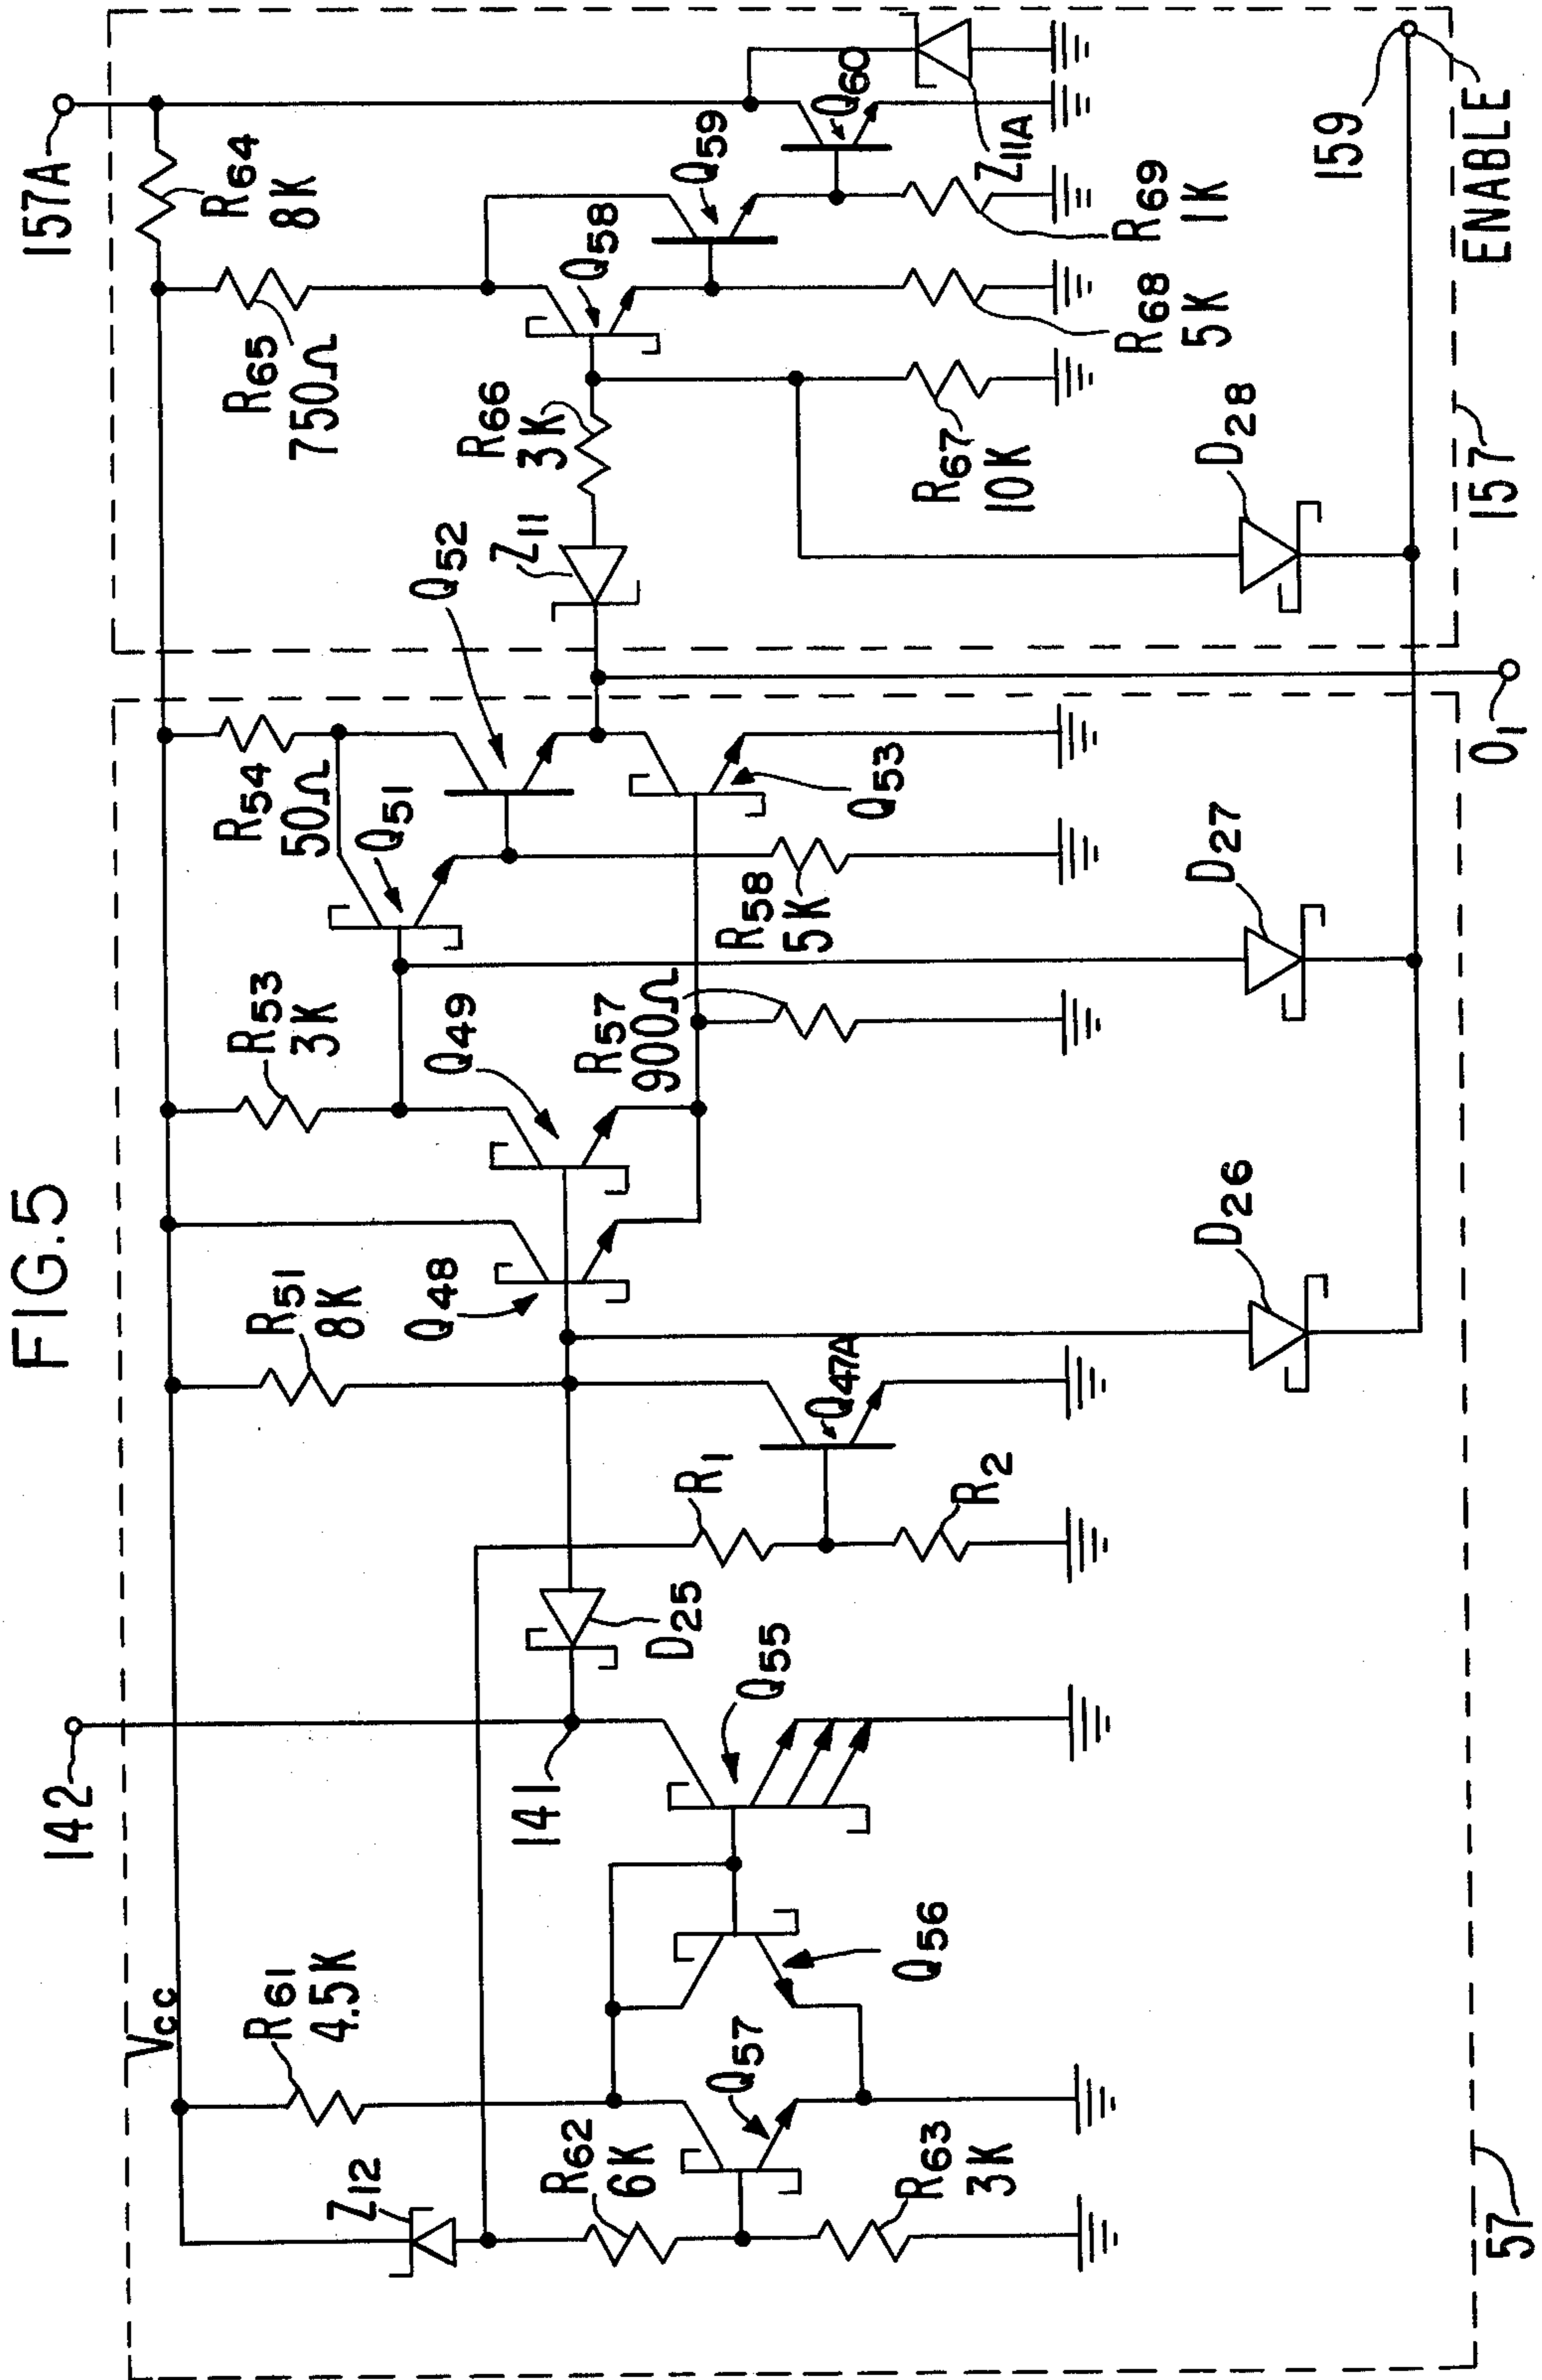 FIG.5
157A
R64
8K
R65
750Ω
Q58
Q59
Q60
Z11A
R66
3K
Z11
R67
10K
R68
5K
R69
1K
D28
159
ENABLE
157
O1
Q52
R54
50Ω
Q51
Q53
R58
5K
D27
R53
3K
Q49
R57
900Ω
R51
8K
Q48
D26
Q47A
R1
R2
D25
142
141
Q55
VCC
R61
4.5K
Q56
Q57
Z12
R62
6K
R63
3K
57